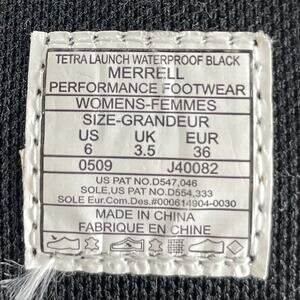 TETRA LAUNCH WATERPROOF BLACK
MERRELL
PERFORMANCE FOOTWEAR
WOMENS-FEMMES
SIZE-GRANDEUR
US UK EUR
6 3.5 36
0509 J40082
US PAT NO.D547,046
SOLE,US PAT NO.D554,333
SOLE Eur.Com.Des.#000614904-0030
MADE IN CHINA
FABRIQUE EN CHINE